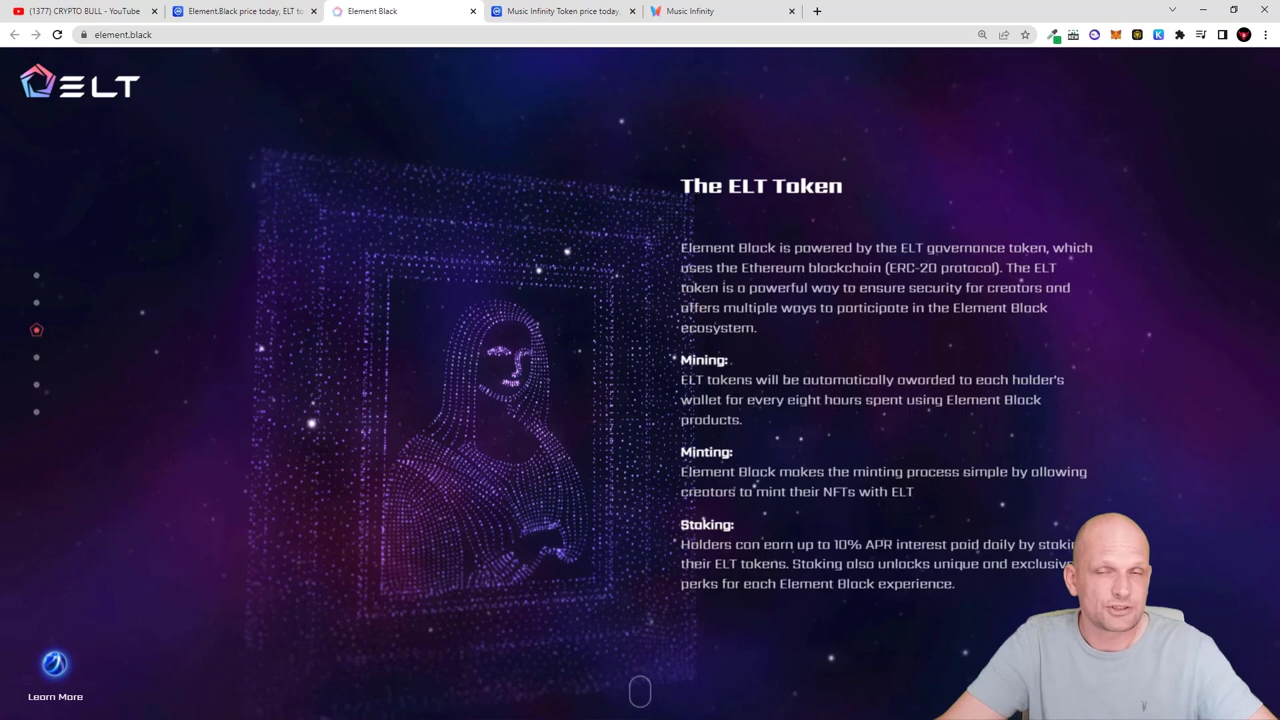 (1377) CRYPTO BULL - YouTube
Element.Black price today, ELT to
Element Black
Music Infinity Token price today,
Music Infinity
element.black
ELT
The ELT Token
Element Black is powered by the ELT governance token, which
uses the Ethereum blockchain (ERC-20 protocol). The ELT
token is a powerful way to ensure security for creators and
offers multiple ways to participate in the Element Black
ecosystem.
Mining:
ELT tokens will be automatically awarded to each holder's
wallet for every eight hours spent using Element Black
products.
Minting:
Element Black makes the minting process simple by allowing
creators to mint their NFTs with ELT
Staking:
Holders can earn up to 10% APR interest paid daily by stakin
their ELT tokens. Staking also unlocks unique and exclusive
perks for each Element Black experience.
Learn More